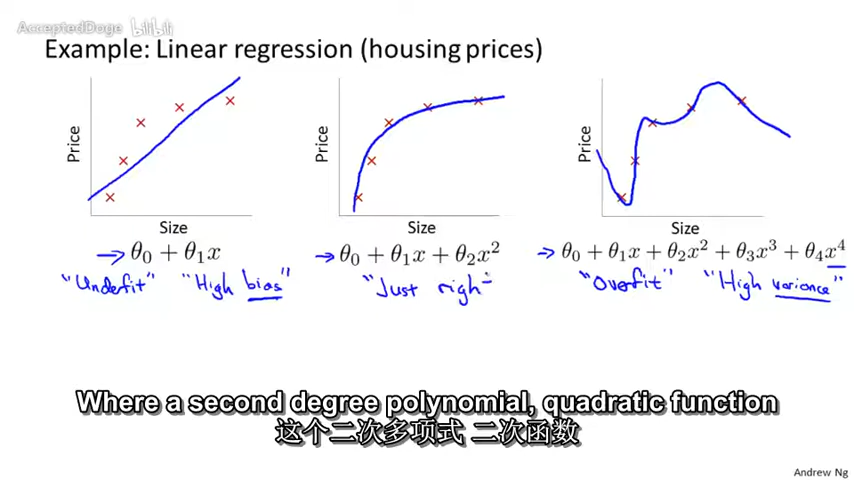 AcceptedDoge bilibili
Example: Linear regression (housing prices)
Price
Size
→ θ₀ + θ₁x
"Underfit" "High bias"
Price
Size
→ θ₀ + θ₁x + θ₂x²
"Just right
Price
Size
→ θ₀ + θ₁x + θ₂x² + θ₃x³ + θ₄x⁴
"Overfit" "High variance"
Where a second degree polynomial, quadratic function
这个二次多项式 二次函数
Andrew Ng